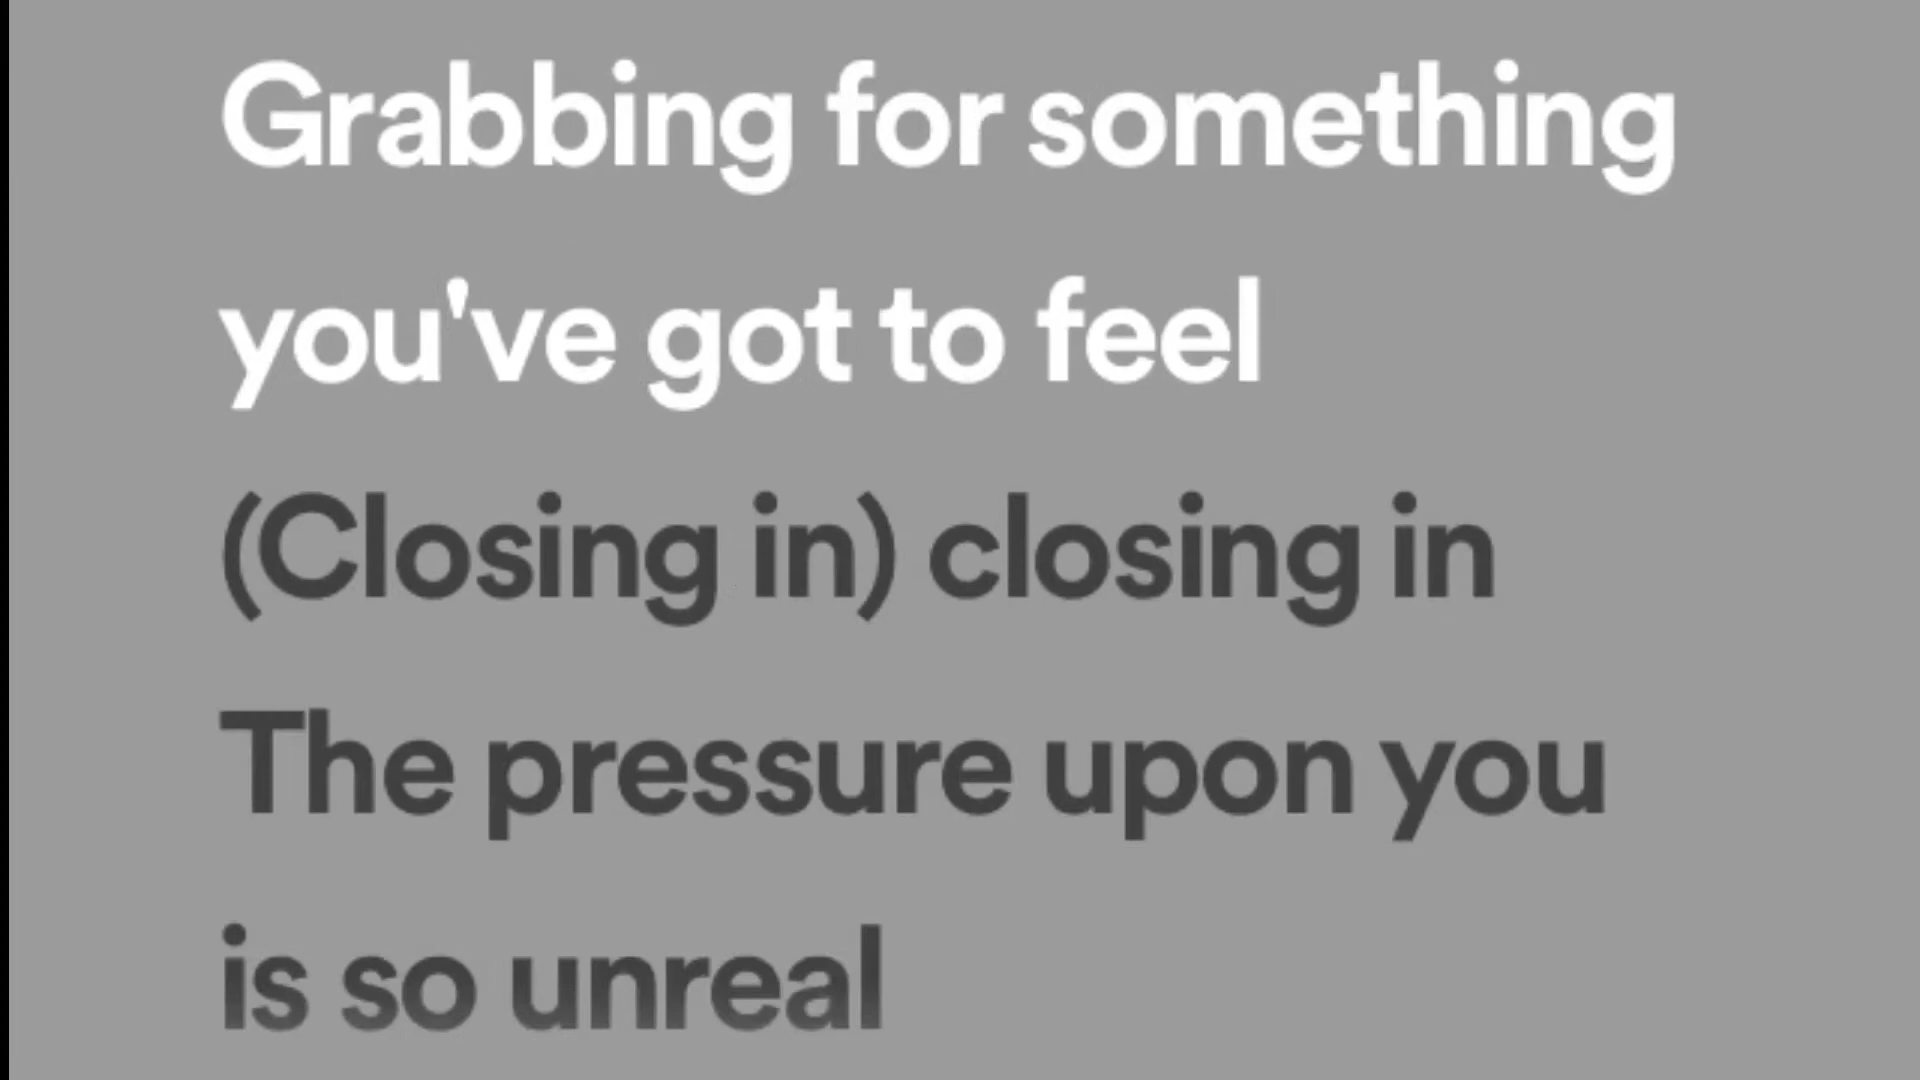 Grabbing for something
you've got to feel
(Closing in) closing in
The pressure upon you
is so unreal